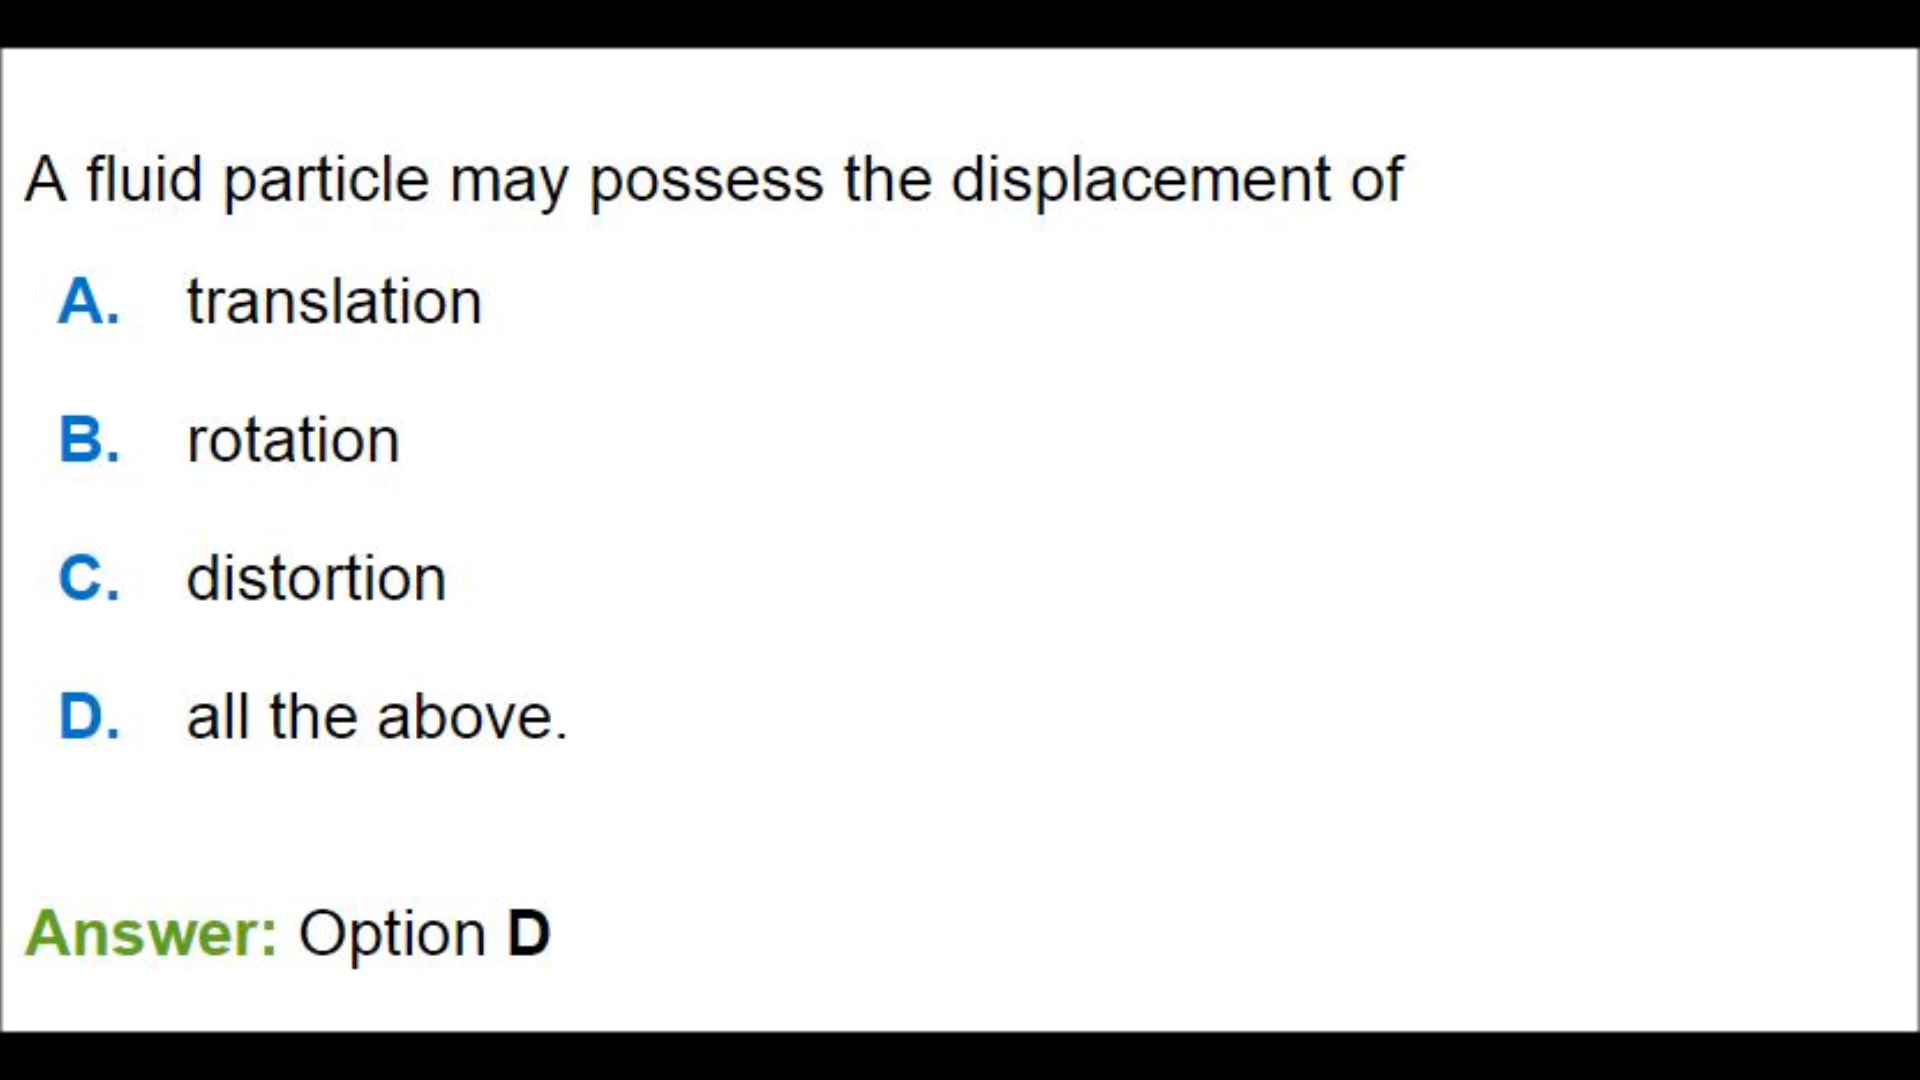 A fluid particle may possess the displacement of
A. translation
B. rotation
C. distortion
D. all the above.
Answer: Option D